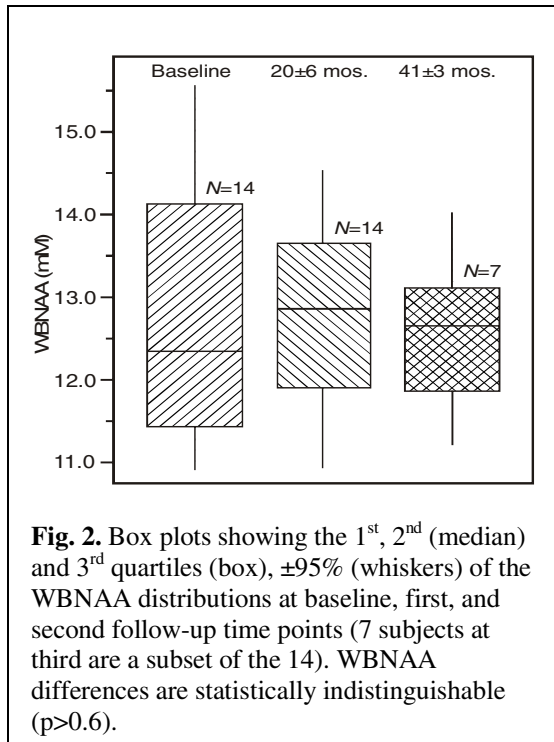 Baseline 20±6 mos. 41±3 mos.
15.0
N=14
14.0
N=14
N=7
WBNAA (mM)
13.0
12.0
11.0
Fig. 2. Box plots showing the 1st, 2nd (median)
and 3rd quartiles (box), ±95% (whiskers) of the
WBNAA distributions at baseline, first, and
second follow-up time points (7 subjects at
third are a subset of the 14). WBNAA
differences are statistically indistinguishable
(p>0.6).